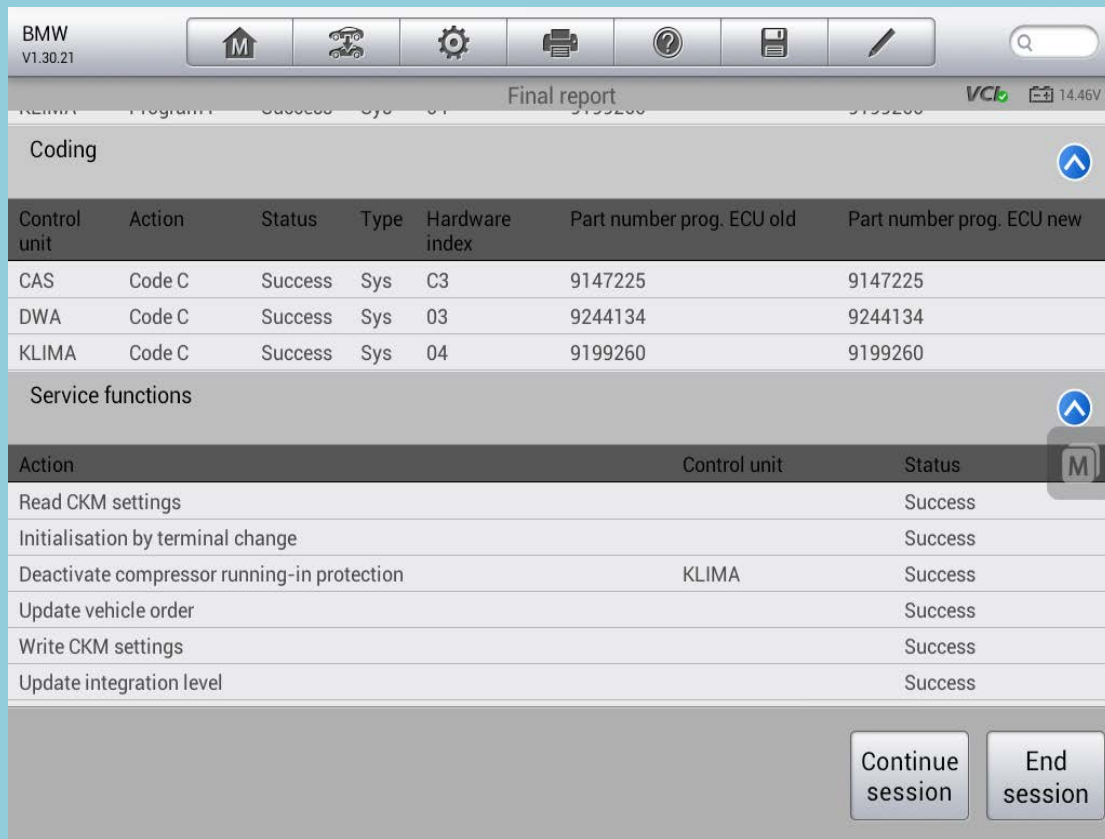 BMW
V1.30.21
M
Final report
VCI
14.46V
Coding
Control unit Action Status Type Hardware index Part number prog. ECU old Part number prog. ECU new
CAS Code C Success Sys C3 9147225 9147225
DWA Code C Success Sys 03 9244134 9244134
KLIMA Code C Success Sys 04 9199260 9199260
Service functions
Action Control unit Status
M
Read CKM settings Success
Initialisation by terminal change Success
Deactivate compressor running-in protection KLIMA Success
Update vehicle order Success
Write CKM settings Success
Update integration level Success
Continue
session
End
session